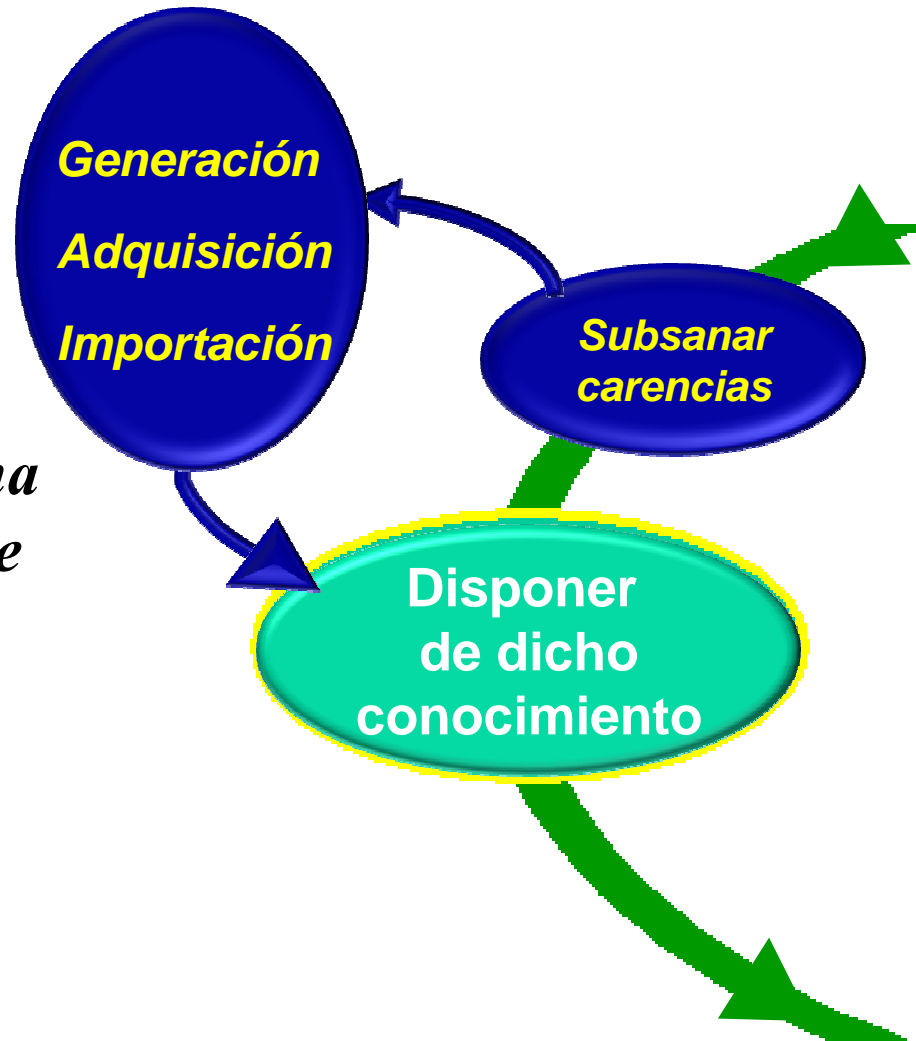 Generación
Adquisición
Importación
Subsanar
carencias
Disponer
de dicho
conocimiento